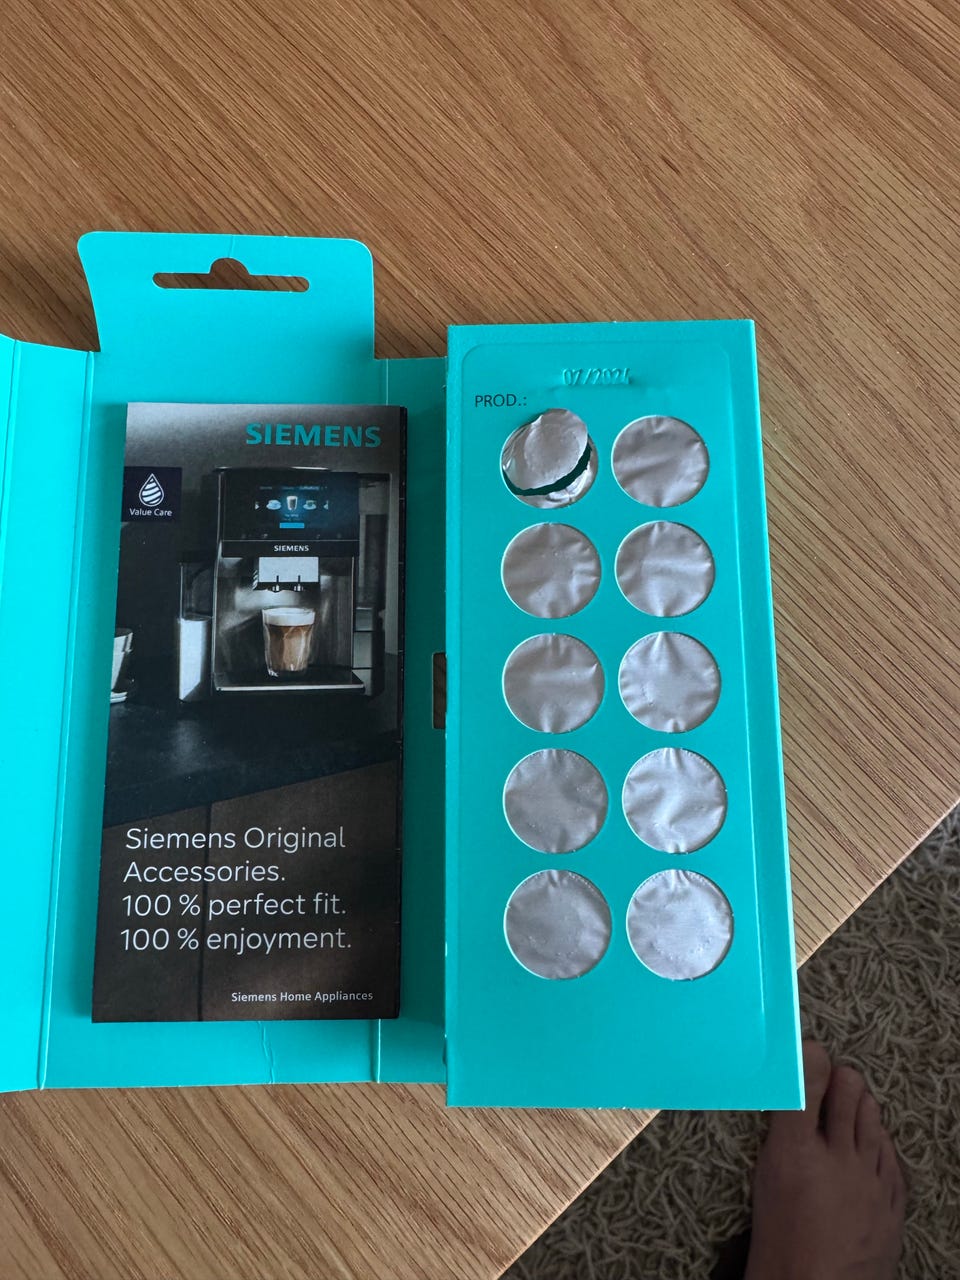 SIEMENS
Value Care
SIEMENS
Siemens Original
Accessories.
100 % perfect fit.
100 % enjoyment.
Siemens Home Appliances
PROD.: